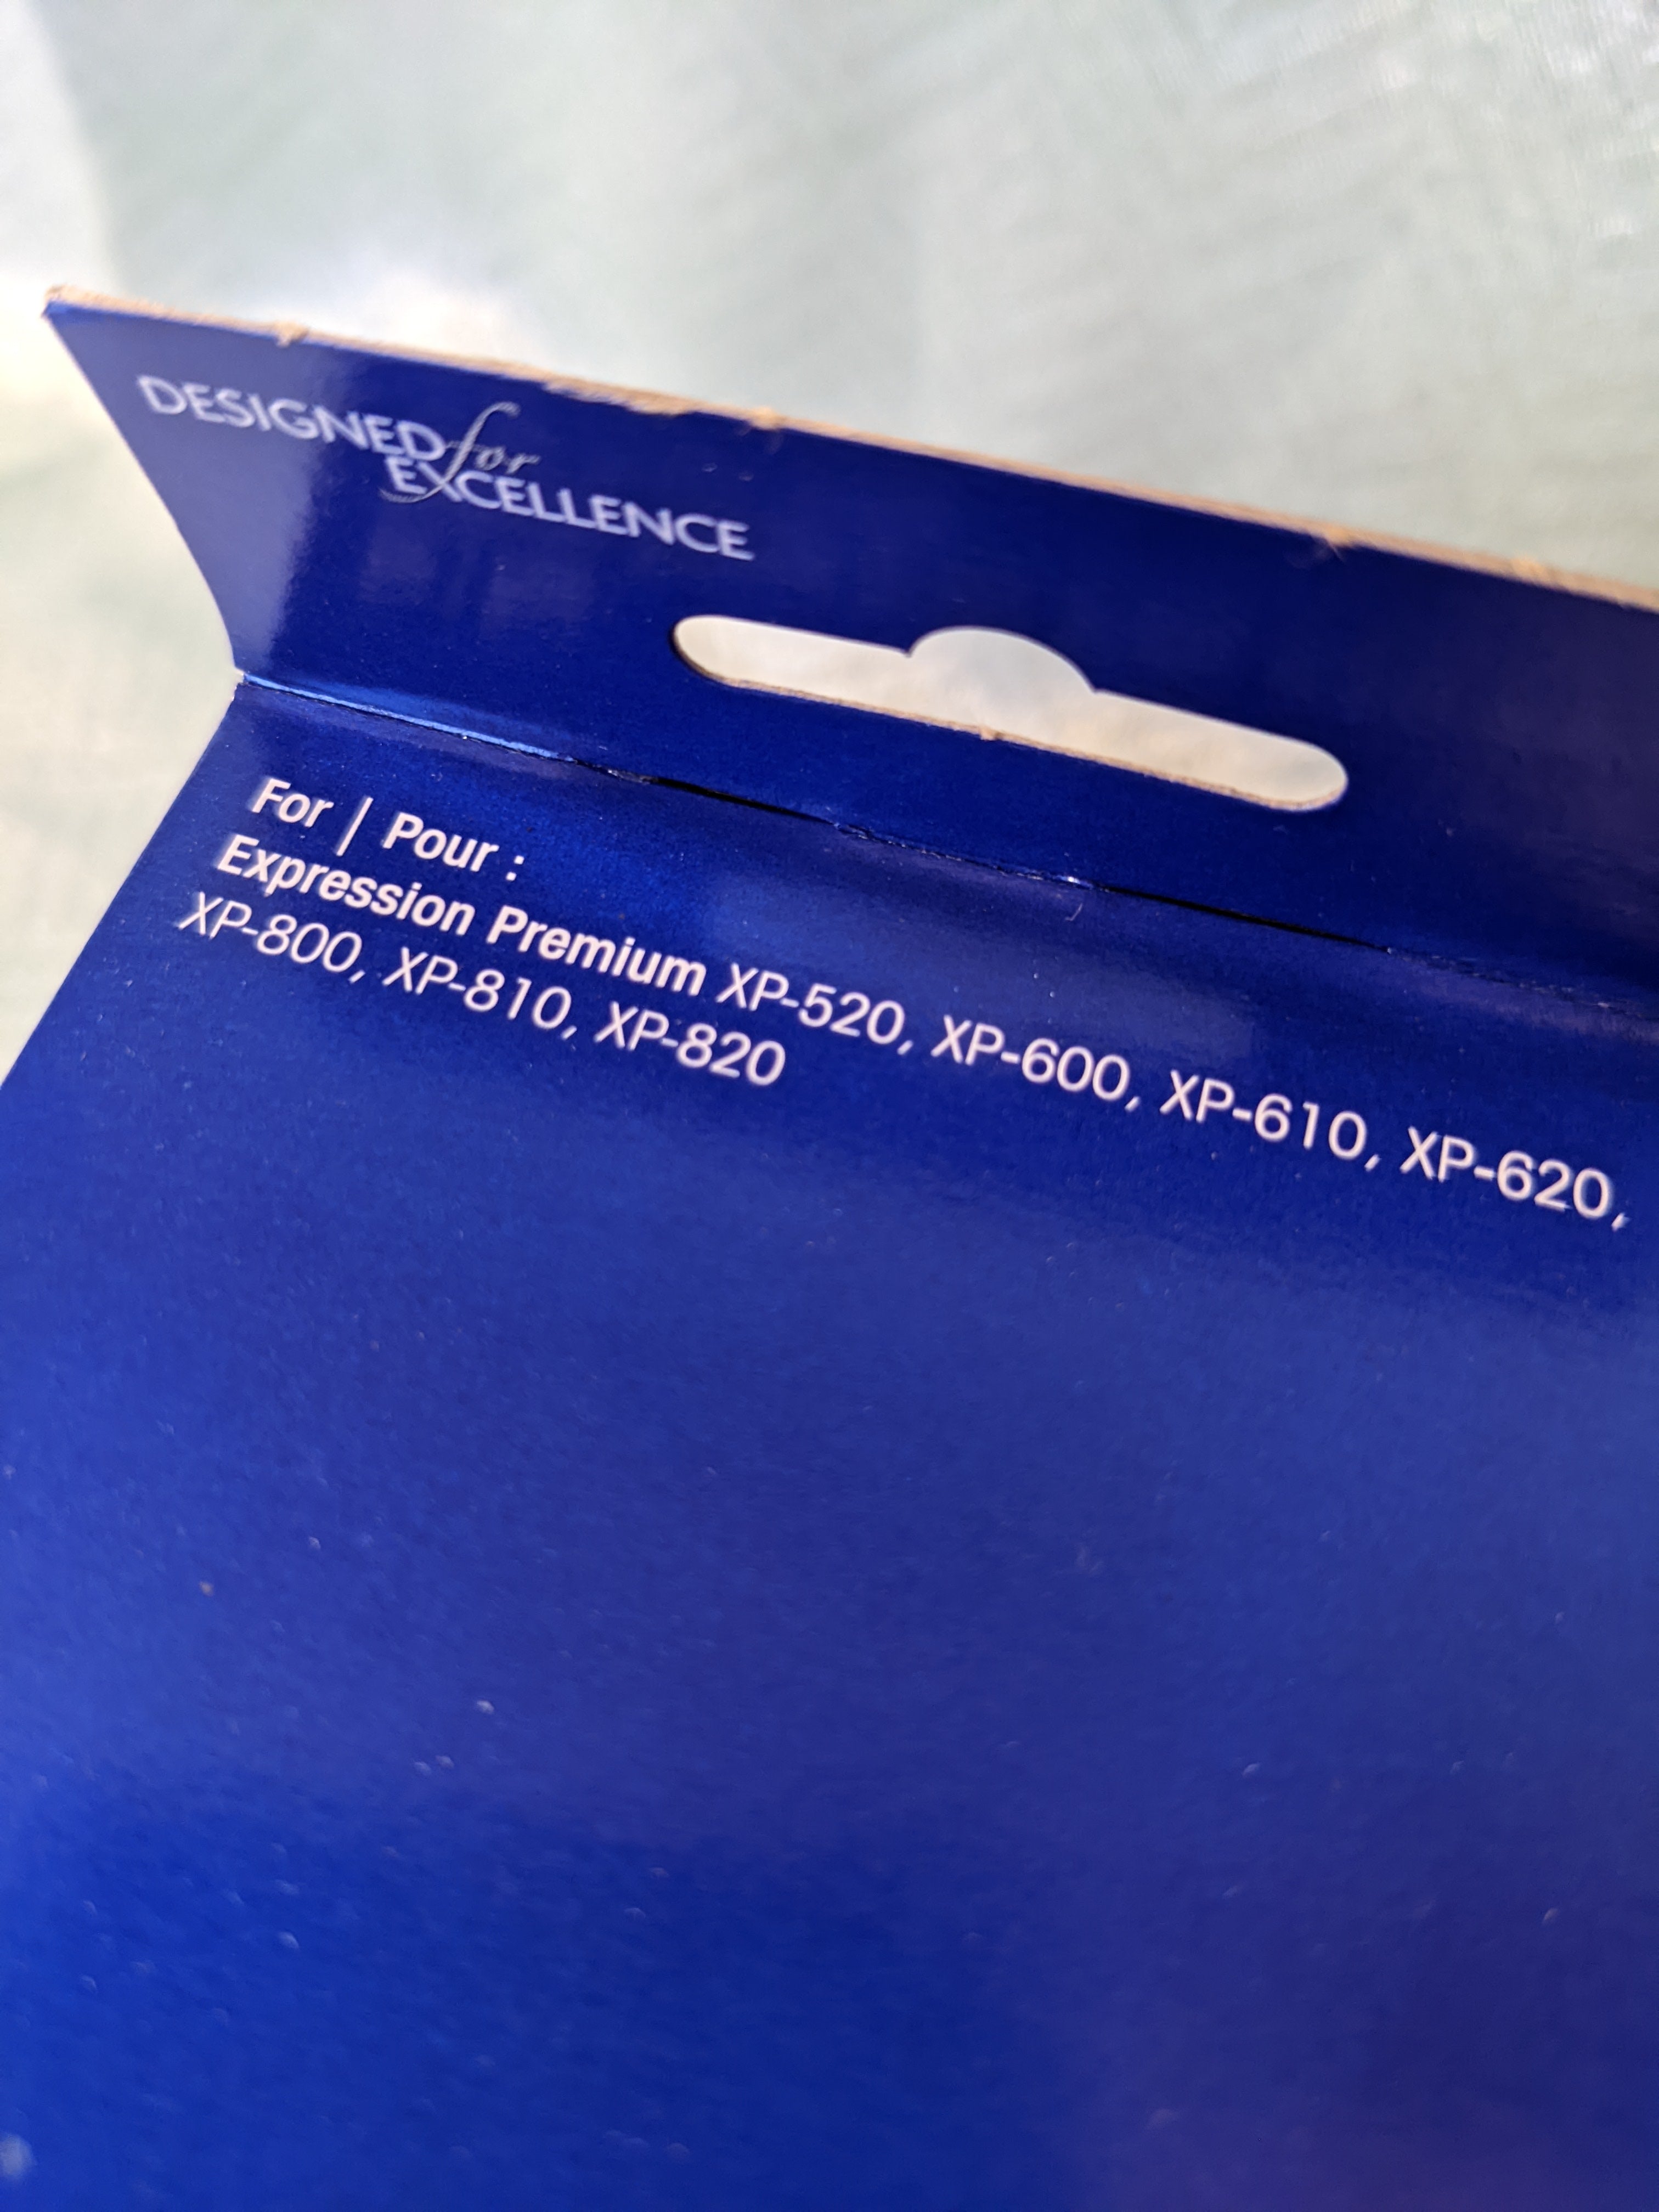 DESIGNED for
EXCELLENCE
For | Pour :
Expression Premium XP-520, XP-600, XP-610, XP-620,
XP-800, XP-810, XP-820